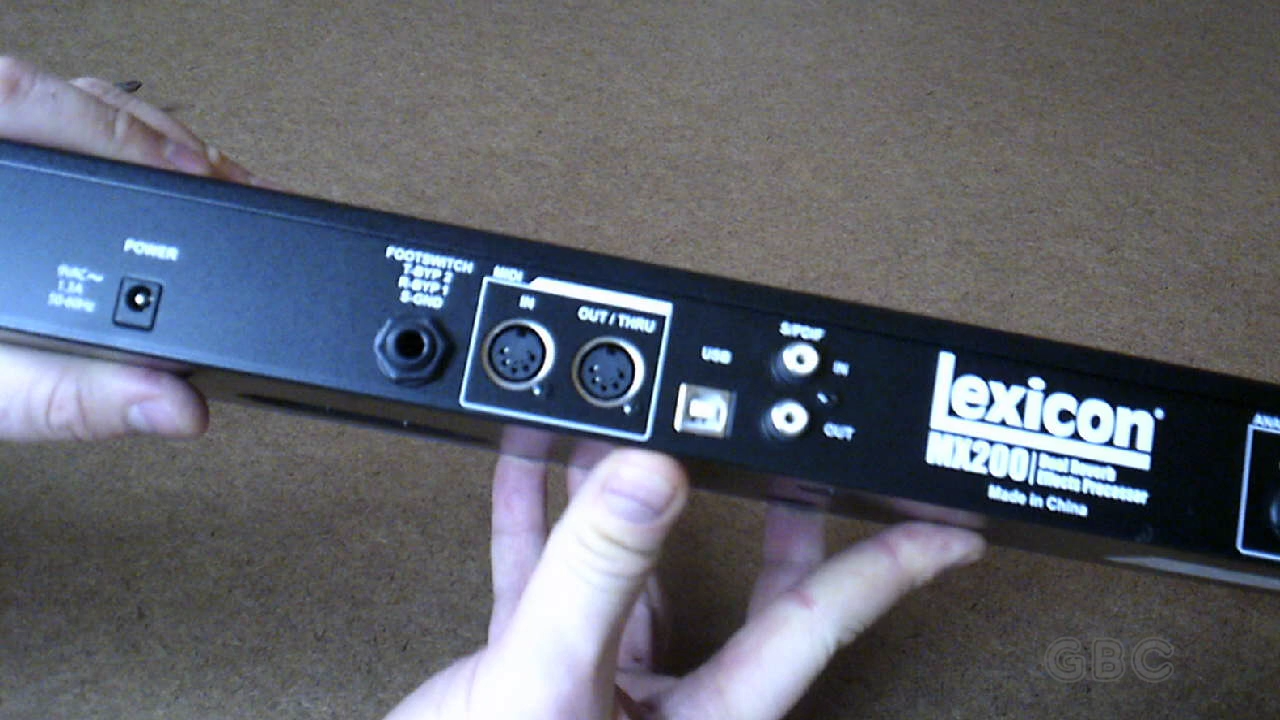 POWER
9VAC~
1.3A
50-60Hz
FOOTSWITCH
T-BYP 2
R-BYP 1
S-GND
MIDI
IN
OUT / THRU
USB
S/PDIF
IN
OUT
Lexicon
MX200
Dual Reverb
Effects Processor
Made in China
GBC